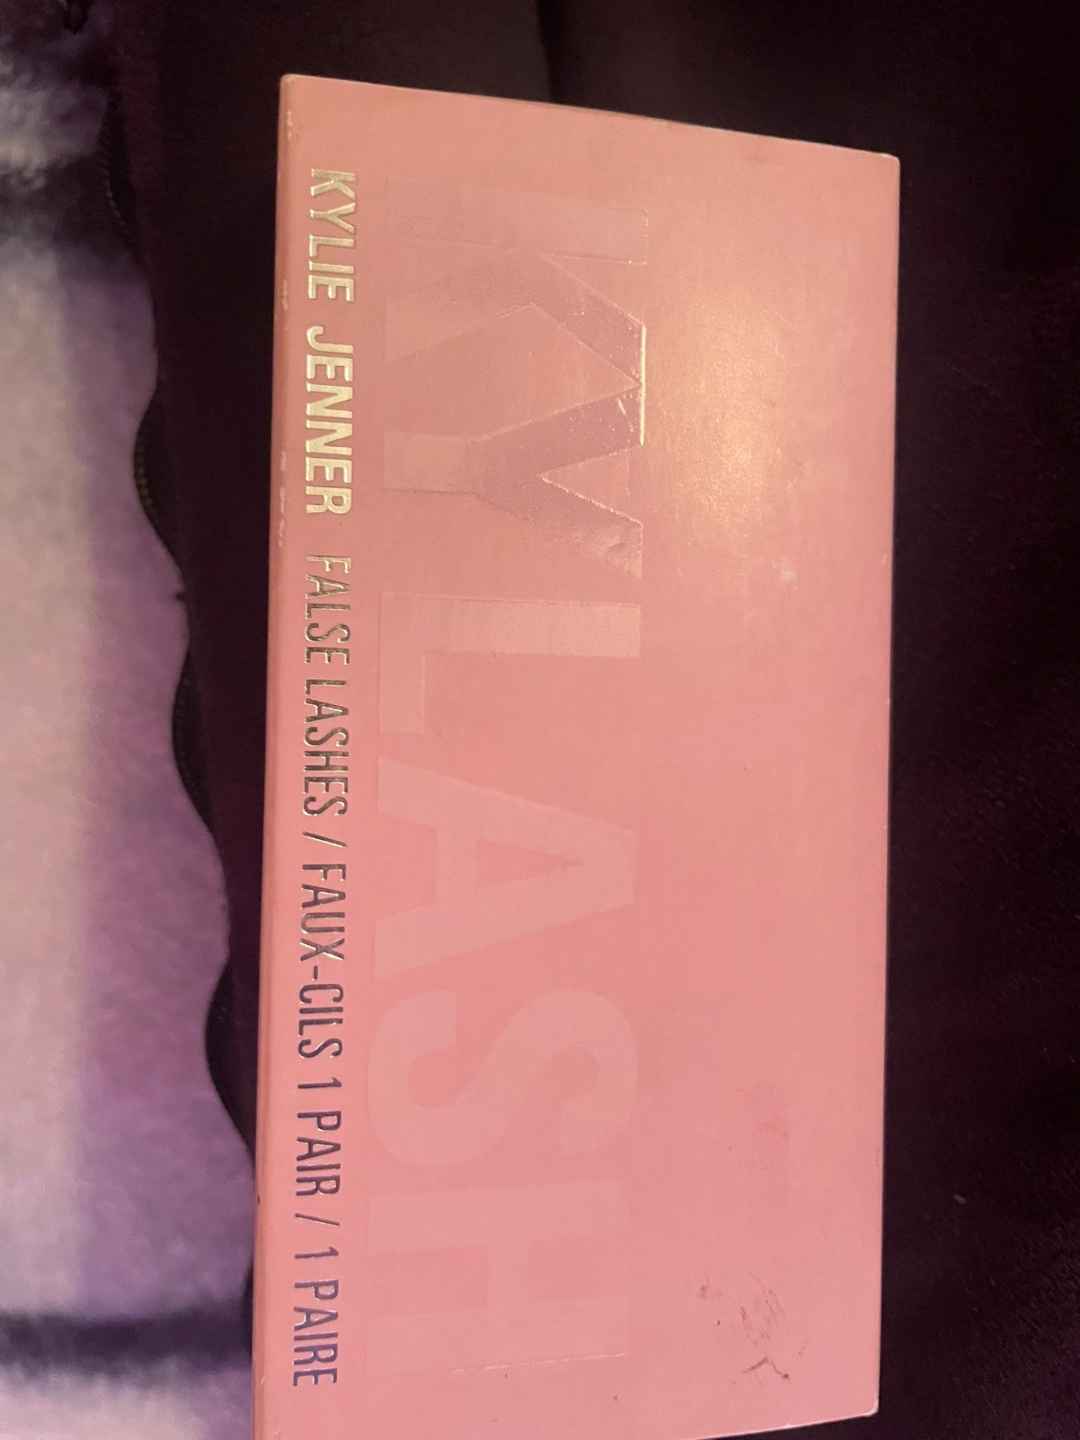 KYLASH
KYLIE JENNER FALSE LASHES / FAUX-CILS 1 PAIR / 1 PAIRE